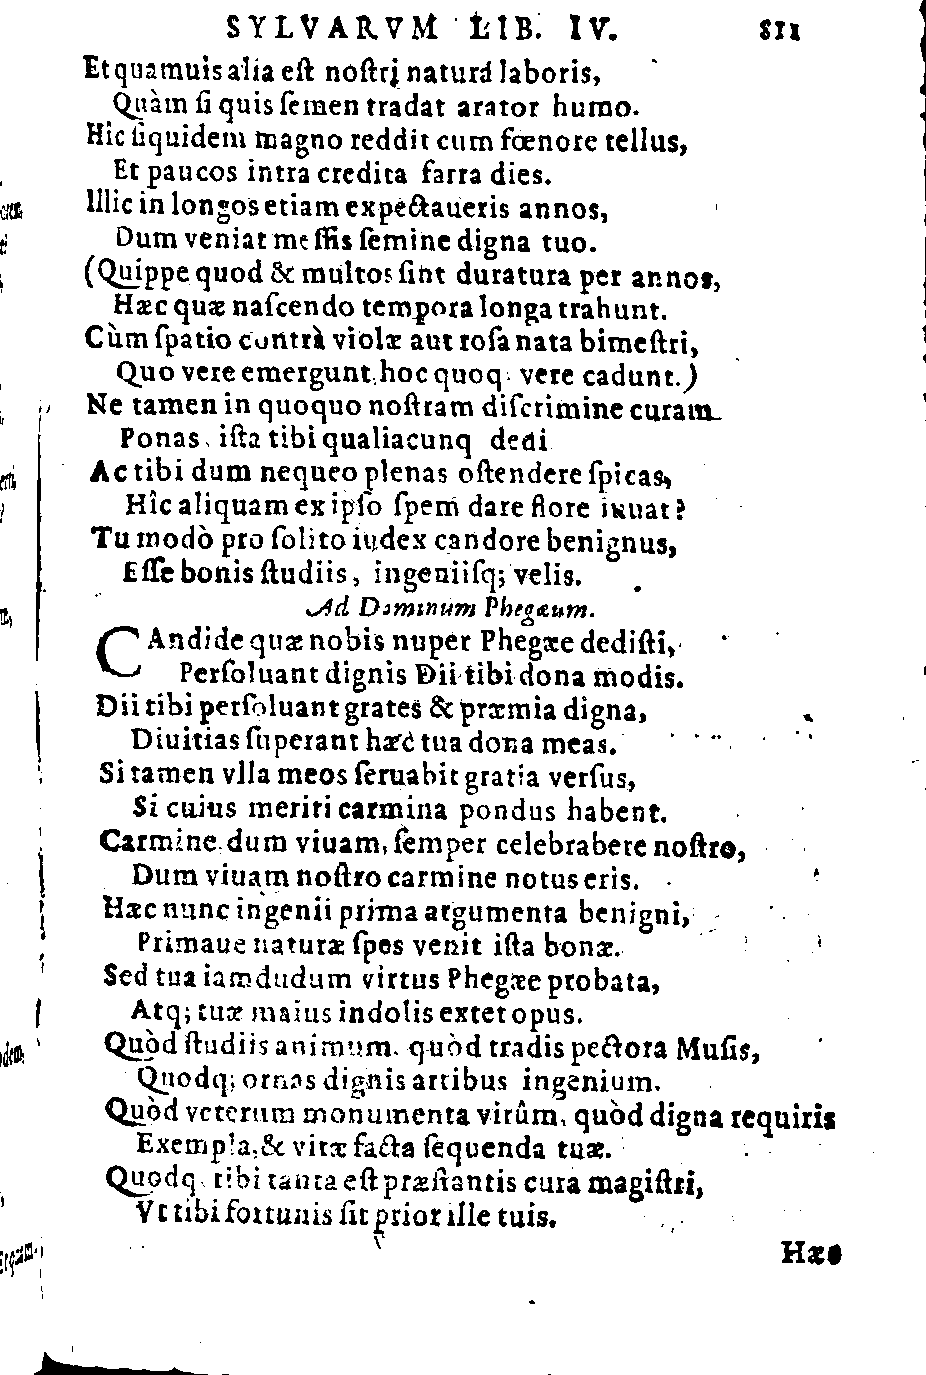 SYLVARVM LIB. IV. 511
Et quamuis alia eſt noſtri natura laboris,
Quàm ſi quis ſemen tradat arator humo.
Hic ſiquidem magno reddit cum fœnore tellus,
Et paucos intra credita farra dies.
Illic in longos etiam expectaueris annos,
Dum veniat meſſis ſemine digna tuo.
(Quippe quod & multos ſint duratura per annos,
Hæc quæ naſcendo tempora longa trahunt.
Cùm ſpatio contrà violæ aut roſa nata bimeſtri,
Quo vere emergunt, hoc quoq; vere cadunt.)
Ne tamen in quoquo noſtram diſcrimine curam
Ponas, iſta tibi qualiacunq; dedi
Ac tibi dum nequeo plenas oſtendere ſpicas,
Hîc aliquam ex ipſo ſpem dare flore iuuat?
Tu modò pro ſolito iudex candore benignus,
Eſſe bonis ſtudiis, ingeniiſq; velis.
Ad Dominum Phegæum.
CAndide quæ nobis nuper Phegæe dediſti,
Perſoluant dignis Dii tibi dona modis.
Dii tibi perſoluant grates & præmia digna,
Diuitias ſuperant hæc tua dona meas.
Si tamen vlla meos ſeruabit gratia verſus,
Si cuius meriti carmina pondus habent.
Carmine dum viuam, ſemper celebrabere noſtro,
Dum viuam noſtro carmine notus eris.
Hæc nunc ingenii prima argumenta benigni,
Primaue naturæ ſpes venit iſta bonæ.
Sed tua iamdudum virtus Phegæe probata,
Atq; tuæ maius indolis extet opus.
Quòd ſtudiis animum, quòd tradis pectora Muſis,
Quodq; ornas dignis artibus ingenium.
Quòd veterum monumenta virûm, quòd digna requiris
Exempla, & vitæ facta ſequenda tuæ.
Quodq; tibi tanta eſt præſtantis cura magiſtri,
Vt tibi fortunis ſit prior ille tuis.
Hæc